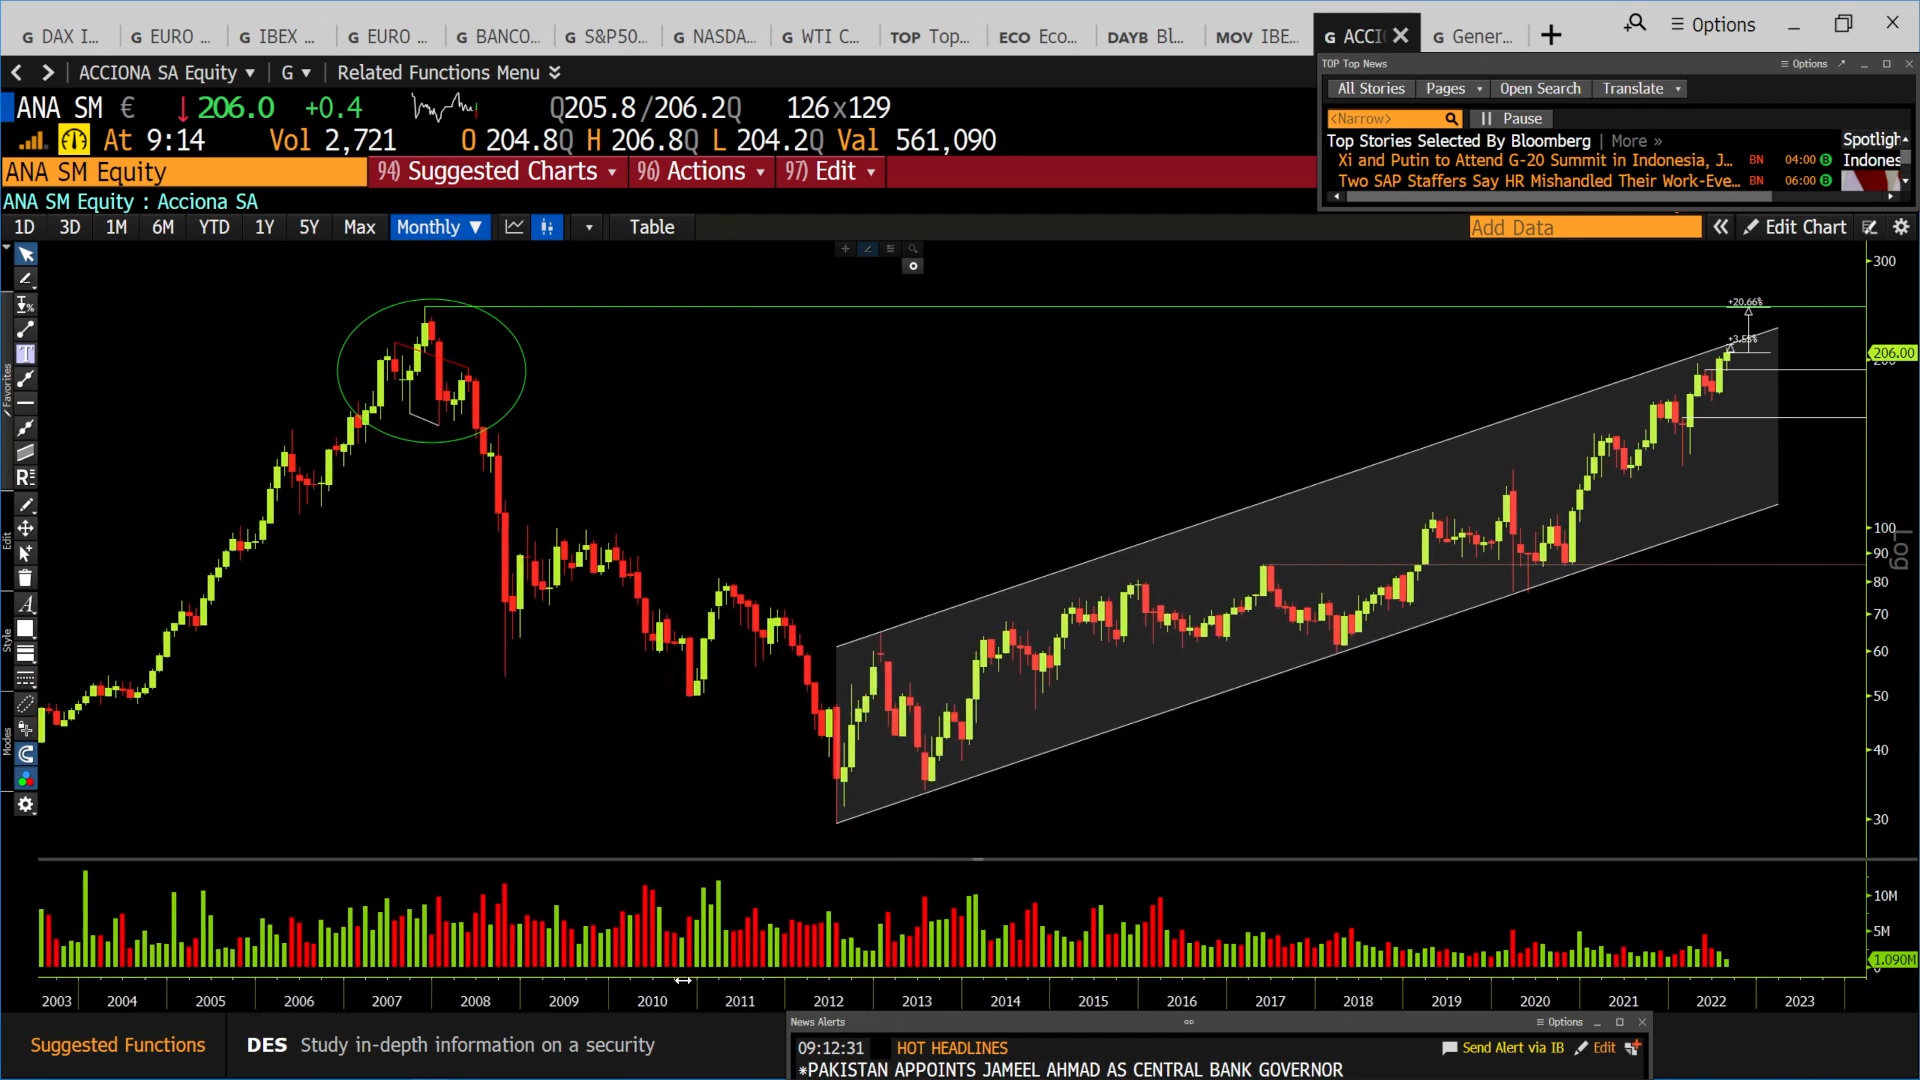 G DAX I... G EURO ... G IBEX ... G EURO ... G BANCO... G S&P50... G NASDA... G WTI C... TOP Top... ECO Eco... DAYB Bl... MOV IBE... G ACCI G Gener... Options
ACCIONA SA Equity G Related Functions Menu
TOP Top News Options
ANA SM € 206.0 +0.4 Q205.8/206.2Q 126x129
All Stories Pages Open Search Translate
<Narrow> Pause
At 9:14 Vol 2,721 O 204.8Q H 206.8Q L 204.2Q Val 561,090
Top Stories Selected By Bloomberg | More » Spotligh
Xi and Putin to Attend G-20 Summit in Indonesia, J... BN 04:00 B Indones
Two SAP Staffers Say HR Mishandled Their Work-Eve... BN 06:00 B
ANA SM Equity 94) Suggested Charts 96) Actions 97) Edit
ANA SM Equity : Acciona SA
1D 3D 1M 6M YTD 1Y 5Y Max Monthly Table Add Data Edit Chart
Favorites
Edit
Style
Modes
T
R
A
300
+20.66%
+3.55%
206.00
100
90
80
70
60
50
40
30
Log
10M
5M
1.090M
0
2003 2004 2005 2006 2007 2008 2009 2010 2011 2012 2013 2014 2015 2016 2017 2018 2019 2020 2021 2022 2023
Suggested Functions DES Study in-depth information on a security
News Alerts Options
09:12:31 HOT HEADLINES Send Alert via IB Edit
*PAKISTAN APPOINTS JAMEEL AHMAD AS CENTRAL BANK GOVERNOR